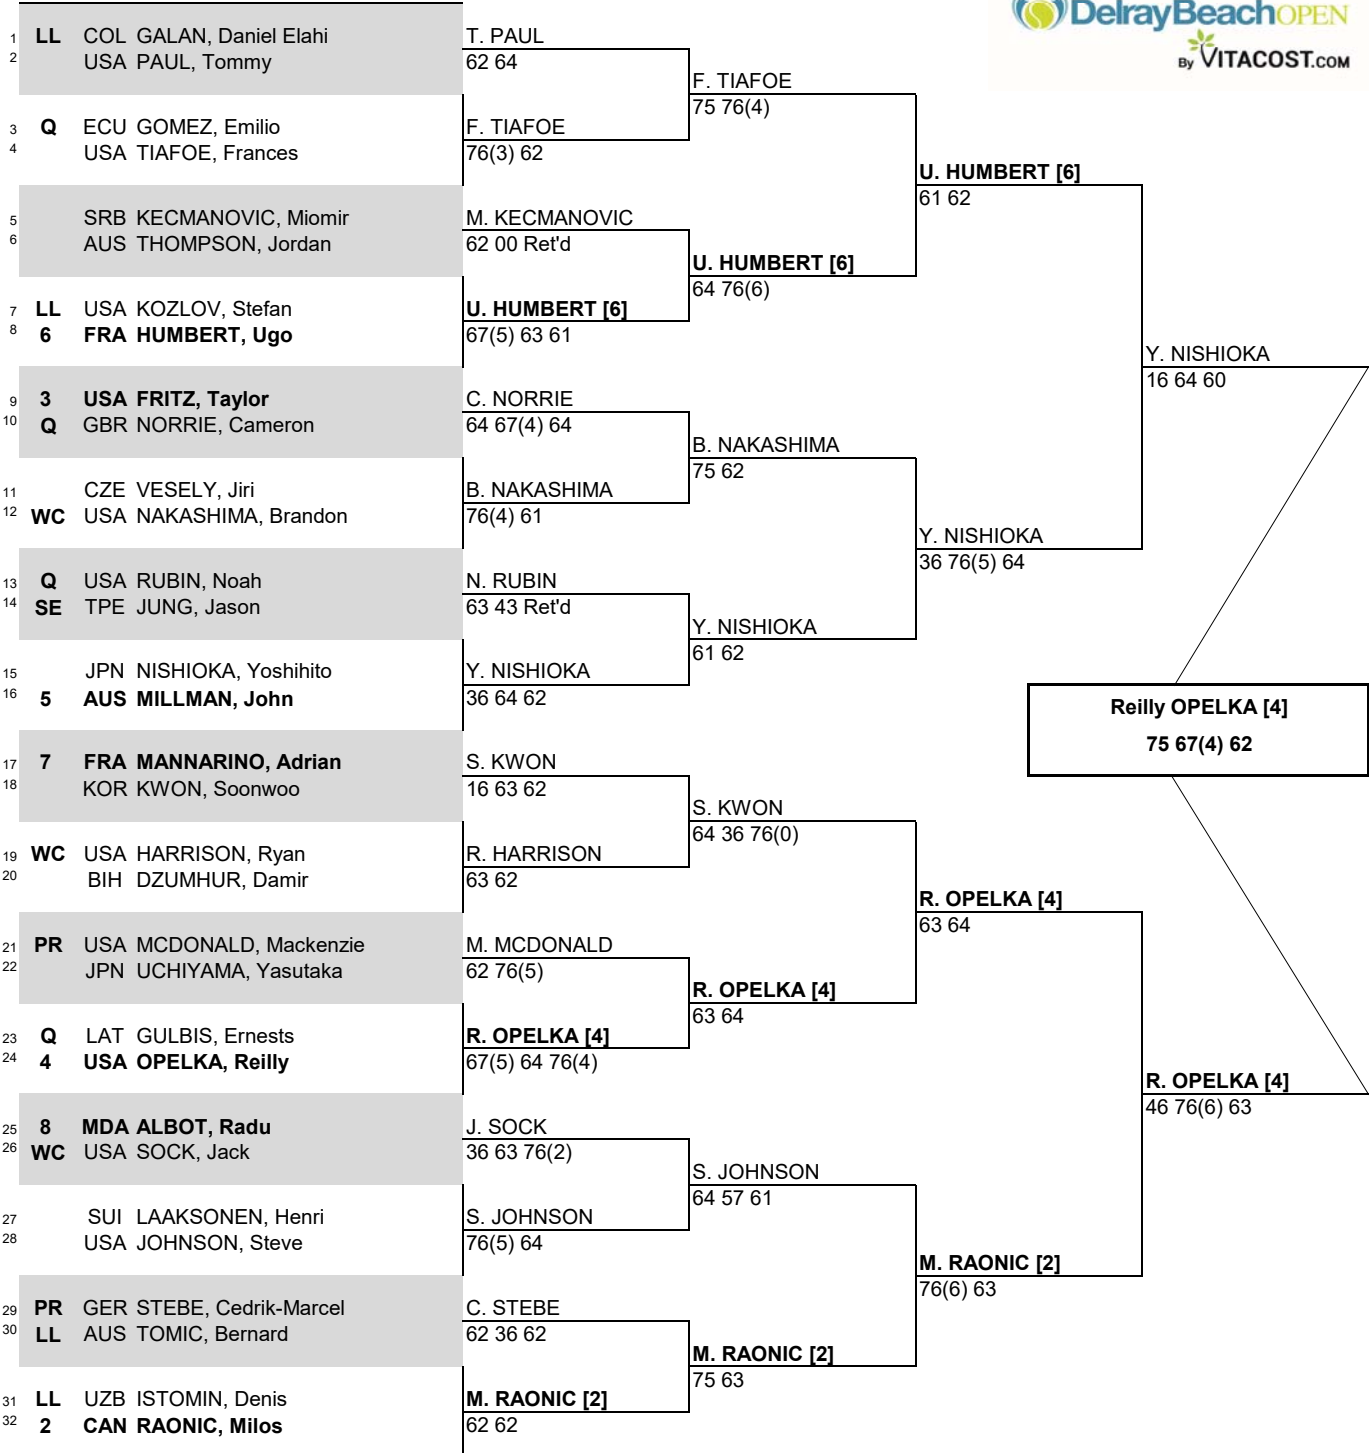 DelrayBeachOPEN
By VITACOST.COM
1 LL COL GALAN, Daniel Elahi
2 USA PAUL, Tommy
3 Q ECU GOMEZ, Emilio
4 USA TIAFOE, Frances
5 SRB KECMANOVIC, Miomir
6 AUS THOMPSON, Jordan
7 LL USA KOZLOV, Stefan
8 6 FRA HUMBERT, Ugo
9 3 USA FRITZ, Taylor
10 Q GBR NORRIE, Cameron
11 CZE VESELY, Jiri
12 WC USA NAKASHIMA, Brandon
13 Q USA RUBIN, Noah
14 SE TPE JUNG, Jason
15 JPN NISHIOKA, Yoshihito
16 5 AUS MILLMAN, John
17 7 FRA MANNARINO, Adrian
18 KOR KWON, Soonwoo
19 WC USA HARRISON, Ryan
20 BIH DZUMHUR, Damir
21 PR USA MCDONALD, Mackenzie
22 JPN UCHIYAMA, Yasutaka
23 Q LAT GULBIS, Ernests
24 4 USA OPELKA, Reilly
25 8 MDA ALBOT, Radu
26 WC USA SOCK, Jack
27 SUI LAAKSONEN, Henri
28 USA JOHNSON, Steve
29 PR GER STEBE, Cedrik-Marcel
30 LL AUS TOMIC, Bernard
31 LL UZB ISTOMIN, Denis
32 2 CAN RAONIC, Milos
T. PAUL
62 64
F. TIAFOE
76(3) 62
M. KECMANOVIC
62 00 Ret'd
U. HUMBERT [6]
67(5) 63 61
C. NORRIE
64 67(4) 64
B. NAKASHIMA
76(4) 61
N. RUBIN
63 43 Ret'd
Y. NISHIOKA
36 64 62
S. KWON
16 63 62
R. HARRISON
63 62
M. MCDONALD
62 76(5)
R. OPELKA [4]
67(5) 64 76(4)
J. SOCK
36 63 76(2)
S. JOHNSON
76(5) 64
C. STEBE
62 36 62
M. RAONIC [2]
62 62
F. TIAFOE
75 76(4)
U. HUMBERT [6]
64 76(6)
B. NAKASHIMA
75 62
Y. NISHIOKA
61 62
S. KWON
64 36 76(0)
R. OPELKA [4]
63 64
S. JOHNSON
64 57 61
M. RAONIC [2]
75 63
U. HUMBERT [6]
61 62
Y. NISHIOKA
36 76(5) 64
R. OPELKA [4]
63 64
M. RAONIC [2]
76(6) 63
Y. NISHIOKA
16 64 60
R. OPELKA [4]
46 76(6) 63
Reilly OPELKA [4]
75 67(4) 62